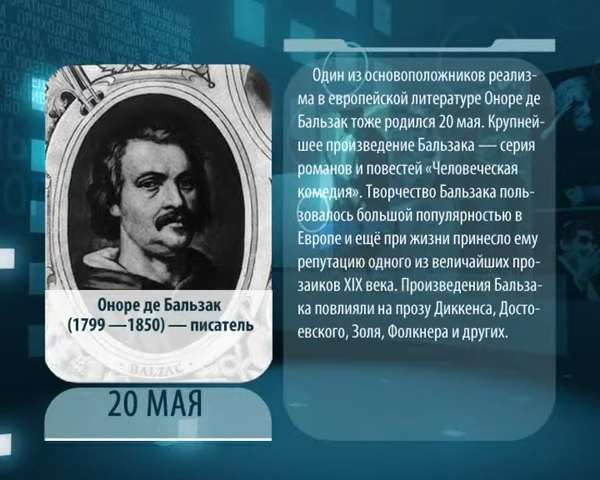 Один из основоположников реализ-
ма в европейской литературе Оноре де
Бальзак тоже родился 20 мая. Крупней-
шее произведение Бальзака — серия
романов и повестей «Человеческая
комедия». Творчество Бальзака поль-
зовалось большой популярностью в
Европе и ещё при жизни принесло ему
репутацию одного из величайших про-
заиков XIX века. Произведения Бальза-
ка повлияли на прозу Диккенса, Досто-
евского, Золя, Фолкнера и других.
Оноре де Бальзак
(1799 —1850) — писатель
BALZAC
20 МАЯ